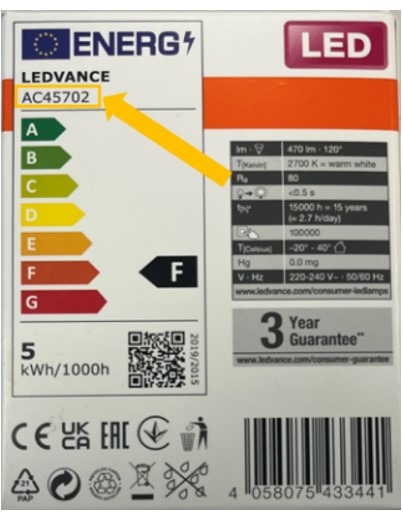 ENERG
LED
LEDVANCE
AC45702
A
B
C
D
E
F
G
F
5
kWh/1000h
2019/2015
lm · 470 lm - 120°
T[Kelvin] 2700 K = warm white
Ra 80
<0.5 s
15000 h = 15 years
(= 2.7 h/day)
100000
T[Celsius] -20° - 40°
Hg 0.0 mg
V · Hz 220-240 V~ · 50/60 Hz
www.ledvance.com/consumer-ledlamps
3 Year
Guarantee**
www.ledvance.com/consumer-guarantee
CE UK CA EAC
21
PAP
4 058075 433441